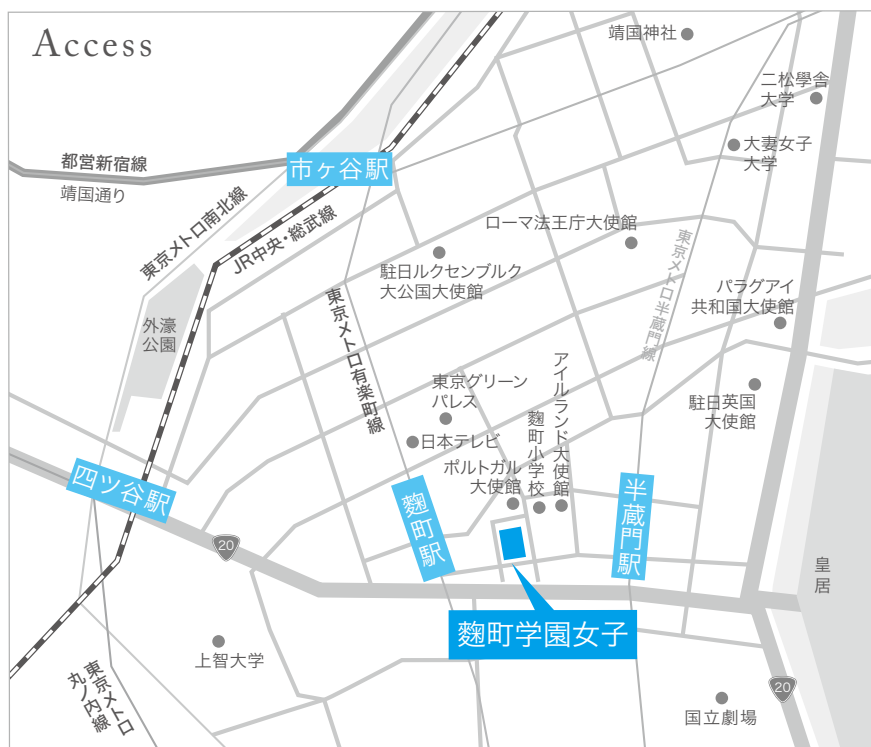 Access
靖国神社
二松學舍
大学
大妻女子
大学
都営新宿線
靖国通り
市ヶ谷駅
東京メトロ南北線
JR中央・総武線
ローマ法王庁大使館
駐日ルクセンブルク
大公国大使館
東京メトロ半蔵門線
パラグアイ
共和国大使館
外濠
公園
東京メトロ有楽町線
東京グリーン
パレス
アイルランド大使館
麴町小学校
駐日英国
大使館
日本テレビ
ポルトガル
大使館
四ツ谷駅
麴町駅
半蔵門駅
20
皇居
麴町学園女子
上智大学
東京メトロ
丸ノ内線
20
国立劇場